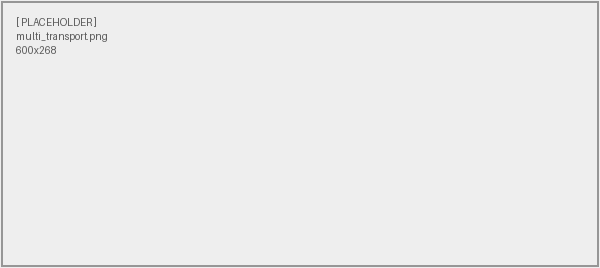 [PLACEHOLDER]
multi_transport.png
600x268